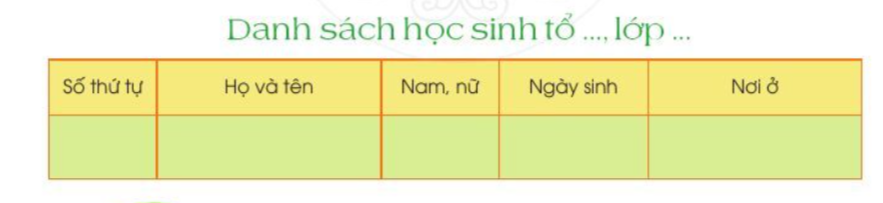 Danh sách học sinh tổ ..., lớp ...
Số thứ tự Họ và tên Nam, nữ Ngày sinh Nơi ở